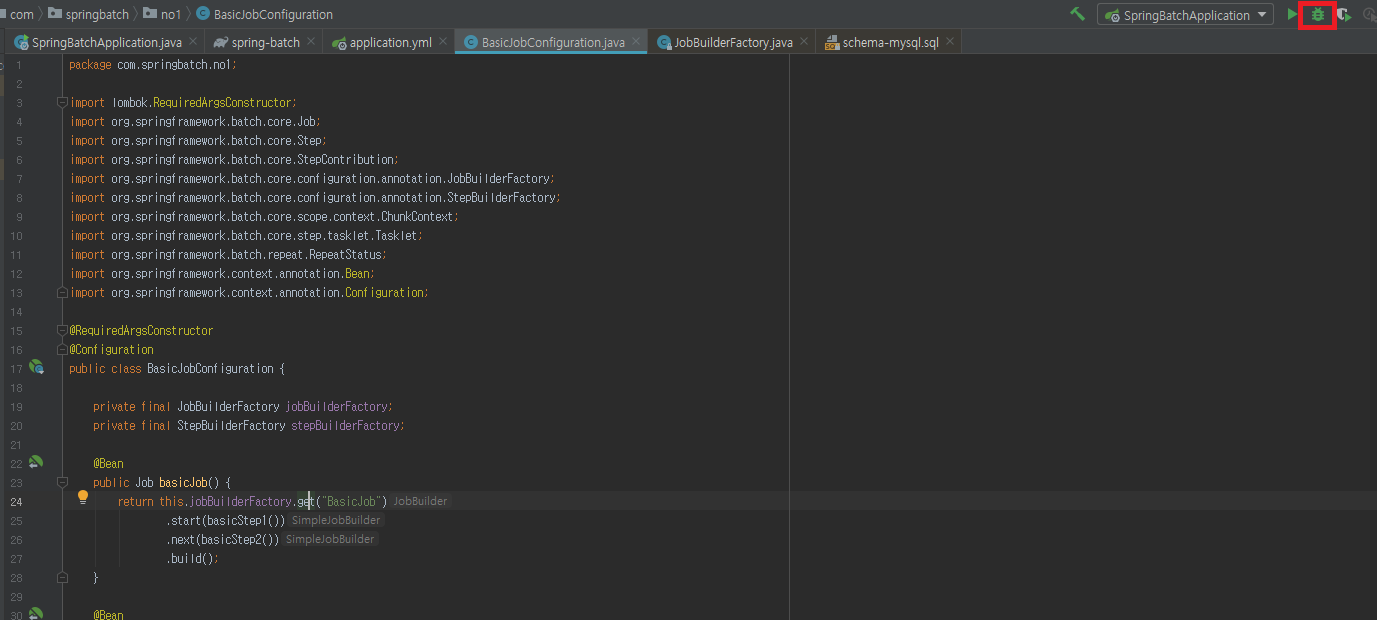 com springbatch no1 BasicJobConfiguration SpringBatchApplication
SpringBatchApplication.java spring-batch application.yml BasicJobConfiguration.java JobBuilderFactory.java schema-mysql.sql
1 package com.springbatch.no1;
2
3 import lombok.RequiredArgsConstructor;
4 import org.springframework.batch.core.Job;
5 import org.springframework.batch.core.Step;
6 import org.springframework.batch.core.StepContribution;
7 import org.springframework.batch.core.configuration.annotation.JobBuilderFactory;
8 import org.springframework.batch.core.configuration.annotation.StepBuilderFactory;
9 import org.springframework.batch.core.scope.context.ChunkContext;
10 import org.springframework.batch.core.step.tasklet.Tasklet;
11 import org.springframework.batch.repeat.RepeatStatus;
12 import org.springframework.context.annotation.Bean;
13 import org.springframework.context.annotation.Configuration;
14
15 @RequiredArgsConstructor
16 @Configuration
17 public class BasicJobConfiguration {
18
19 private final JobBuilderFactory jobBuilderFactory;
20 private final StepBuilderFactory stepBuilderFactory;
21
22 @Bean
23 public Job basicJob() {
24 return this.jobBuilderFactory.get("BasicJob") JobBuilder
25 .start(basicStep1()) SimpleJobBuilder
26 .next(basicStep2()) SimpleJobBuilder
27 .build();
28 }
29
30 @Bean